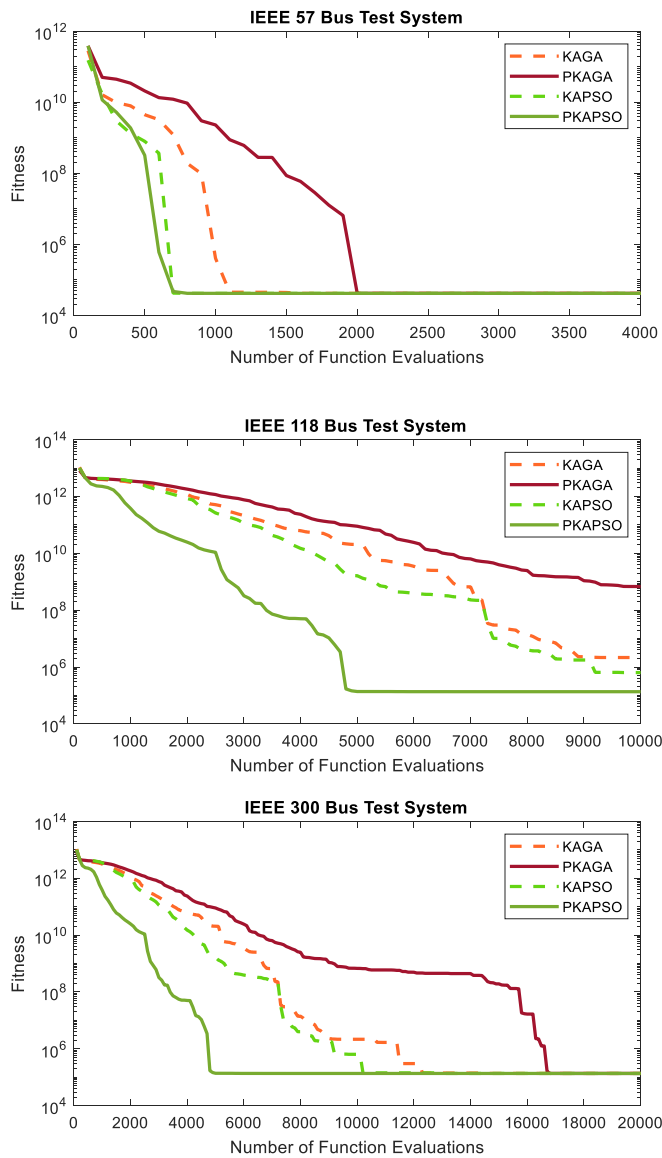 IEEE 57 Bus Test System
10^12
10^10
10^8
10^6
10^4
Fitness
KAGA
PKAGA
KAPSO
PKAPSO
0 500 1000 1500 2000 2500 3000 3500 4000
Number of Function Evaluations
IEEE 118 Bus Test System
10^14
10^12
10^10
10^8
10^6
10^4
Fitness
KAGA
PKAGA
KAPSO
PKAPSO
0 1000 2000 3000 4000 5000 6000 7000 8000 9000 10000
Number of Function Evaluations
IEEE 300 Bus Test System
10^14
10^12
10^10
10^8
10^6
10^4
Fitness
KAGA
PKAGA
KAPSO
PKAPSO
0 2000 4000 6000 8000 10000 12000 14000 16000 18000 20000
Number of Function Evaluations